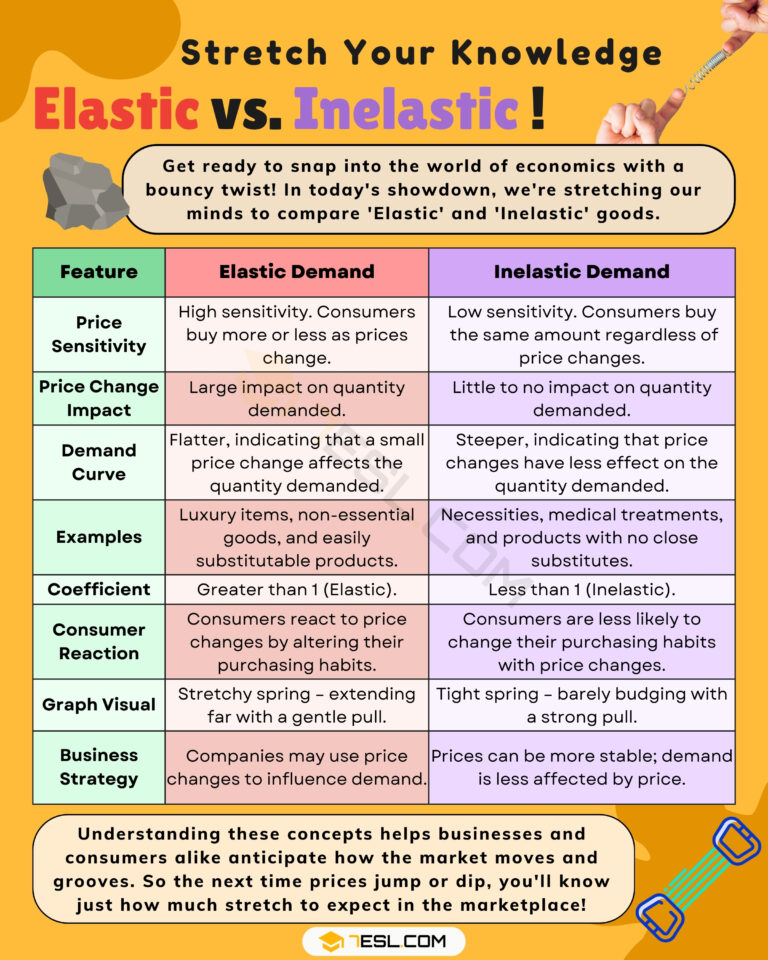 Stretch Your Knowledge
Elastic vs. Inelastic !
Get ready to snap into the world of economics with a
bouncy twist! In today's showdown, we're stretching our
minds to compare 'Elastic' and 'Inelastic' goods.
Feature
Elastic Demand
Inelastic Demand
Price
Sensitivity
High sensitivity. Consumers
buy more or less as prices
change.
Low sensitivity. Consumers buy
the same amount regardless of
price changes.
Price Change
Impact
Large impact on quantity
demanded.
Little to no impact on quantity
demanded.
Demand
Curve
Flatter, indicating that a small
price change affects the
quantity demanded.
Steeper, indicating that price
changes have less effect on the
quantity demanded.
Examples
Luxury items, non-essential
goods, and easily
substitutable products.
Necessities, medical treatments,
and products with no close
substitutes.
Coefficient
Greater than 1 (Elastic).
Less than 1 (Inelastic).
Consumer
Reaction
Consumers react to price
changes by altering their
purchasing habits.
Consumers are less likely to
change their purchasing habits
with price changes.
Graph Visual
Stretchy spring – extending
far with a gentle pull.
Tight spring – barely budging with
a strong pull.
Business
Strategy
Companies may use price
changes to influence demand.
Prices can be more stable; demand
is less affected by price.
7ESL.COM
Understanding these concepts helps businesses and
consumers alike anticipate how the market moves and
grooves. So the next time prices jump or dip, you'll know
just how much stretch to expect in the marketplace!
7ESL.COM